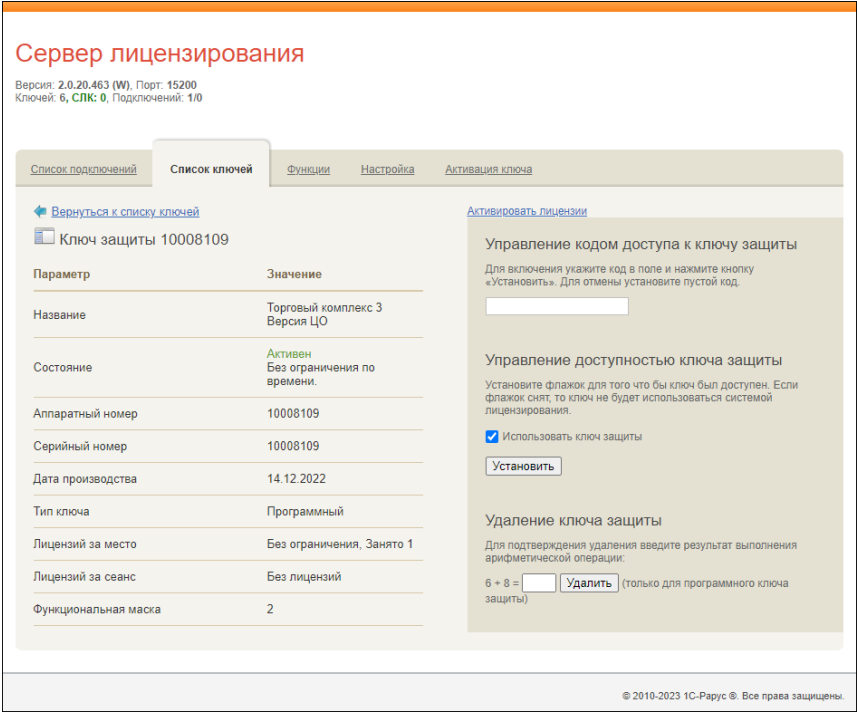 Сервер лицензирования
Версия: 2.0.20.463 (W), Порт: 15200
Ключей: 6, СЛК: 0, Подключений: 1/0
Список подключений Список ключей Функции Настройка Активация ключа
Вернуться к списку ключей
Ключ защиты 10008109
Параметр Значение
Название Торговый комплекс 3
Версия ЦО
Состояние Активен
Без ограничения по
времени.
Аппаратный номер 10008109
Серийный номер 10008109
Дата производства 14.12.2022
Тип ключа Программный
Лицензий за место Без ограничения, Занято 1
Лицензий за сеанс Без лицензий
Функциональная маска 2
Активировать лицензии
Управление кодом доступа к ключу защиты
Для включения укажите код в поле и нажмите кнопку
«Установить». Для отмены установите пустой код.
Управление доступностью ключа защиты
Установите флажок для того что бы ключ был доступен. Если
флажок снят, то ключ не будет использоваться системой
лицензирования.
Использовать ключ защиты
Установить
Удаление ключа защиты
Для подтверждения удаления введите результат выполнения
арифметической операции:
6 + 8 = Удалить (только для программного ключа
защиты)
© 2010-2023 1С-Рарус ®. Все права защищены.